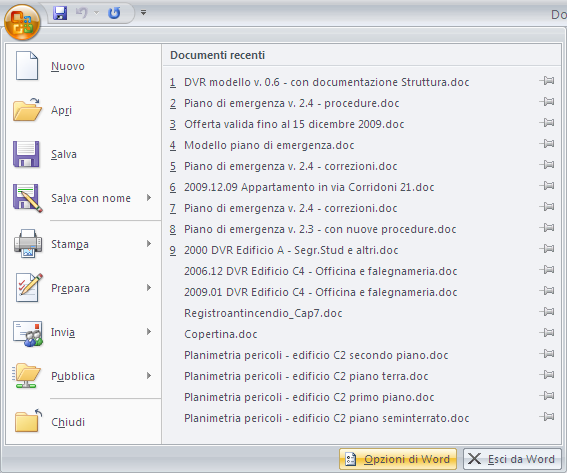 Do
Documenti recenti
Nuovo
Apri
Salva
Salva con nome
Stampa
Prepara
Invia
Pubblica
Chiudi
1 DVR modello v. 0.6 - con documentazione Struttura.doc
2 Piano di emergenza v. 2.4 - procedure.doc
3 Offerta valida fino al 15 dicembre 2009.doc
4 Modello piano di emergenza.doc
5 Piano di emergenza v. 2.4 - correzioni.doc
6 2009.12.09 Appartamento in via Corridoni 21.doc
7 Piano di emergenza v. 2.4 - correzioni.doc
8 Piano di emergenza v. 2.3 - con nuove procedure.doc
9 2000 DVR Edificio A - Segr.Stud e altri.doc
2006.12 DVR Edificio C4 - Officina e falegnameria.doc
2009.01 DVR Edificio C4 - Officina e falegnameria.doc
Registroantincendio_Cap7.doc
Copertina.doc
Planimetria pericoli - edificio C2 secondo piano.doc
Planimetria pericoli - edificio C2 piano terra.doc
Planimetria pericoli - edificio C2 primo piano.doc
Planimetria pericoli - edificio C2 piano seminterrato.doc
Opzioni di Word
Esci da Word